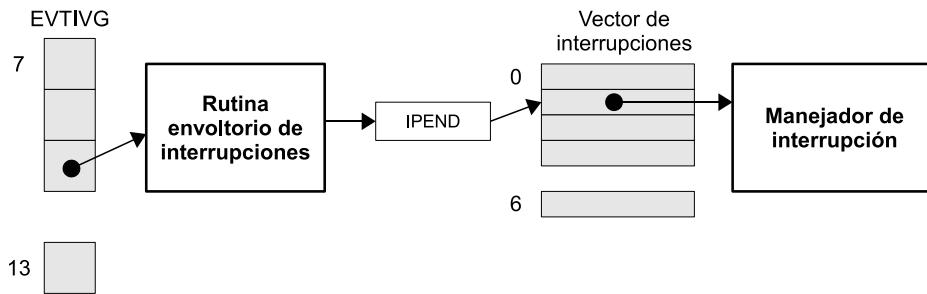 EVTIVG
7
13
Rutina
envoltorio de
interrupciones
IPEND
Vector de
interrupciones
0
6
Manejador de
interrupción